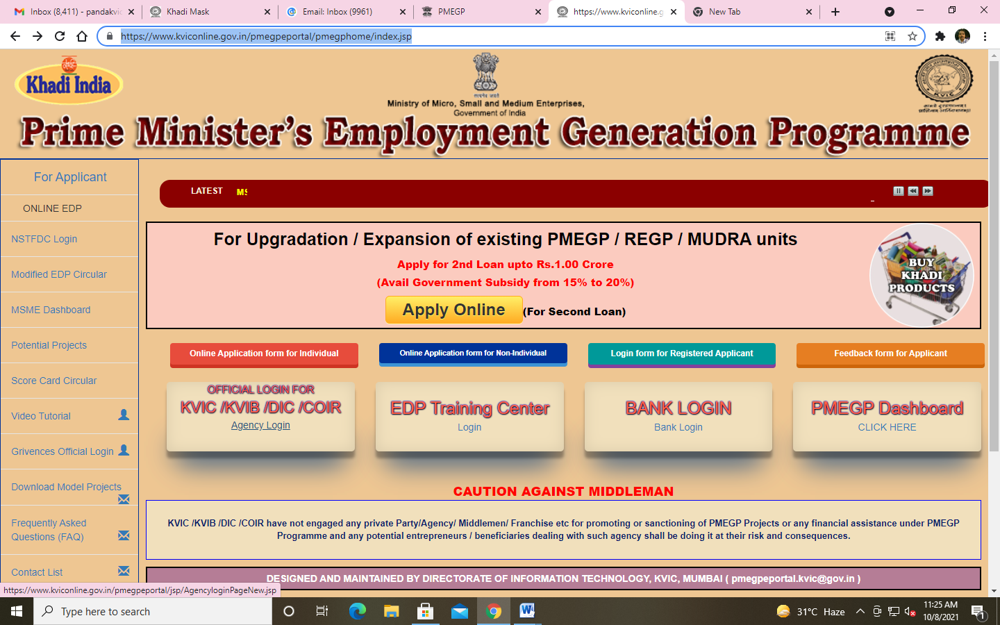 Inbox (8,411) - pandakvic
Khadi Mask
Email: Inbox (9961)
PMEGP
https://www.kviconline.g
New Tab
https://www.kviconline.gov.in/pmegpeportal/pmegphome/index.jsp
Khadi India
सत्यमेव जयते
Ministry of Micro, Small and Medium Enterprises,
Government of India
KVIC
Prime Minister's Employment Generation Programme
For Applicant
ONLINE EDP
NSTFDC Login
Modified EDP Circular
MSME Dashboard
Potential Projects
Score Card Circular
Video Tutorial
Grivences Official Login
Download Model Projects
Frequently Asked
Questions (FAQ)
Contact List
LATEST MS
For Upgradation / Expansion of existing PMEGP / REGP / MUDRA units
Apply for 2nd Loan upto Rs.1.00 Crore
(Avail Government Subsidy from 15% to 20%)
Apply Online (For Second Loan)
BUY
KHADI
PRODUCTS
Online Application form for Individual
Online Application form for Non-Individual
Login form for Registered Applicant
Feedback form for Applicant
OFFICIAL LOGIN FOR
KVIC /KVIB /DIC /COIR
Agency Login
EDP Training Center
Login
BANK LOGIN
Bank Login
PMEGP Dashboard
CLICK HERE
CAUTION AGAINST MIDDLEMAN
KVIC /KVIB /DIC /COIR have not engaged any private Party/Agency/ Middlemen/ Franchise etc for promoting or sanctioning of PMEGP Projects or any financial assistance under PMEGP
Programme and any potential entrepreneurs / beneficiaries dealing with such agency shall be doing it at their risk and consequences.
DESIGNED AND MAINTAINED BY DIRECTORATE OF INFORMATION TECHNOLOGY, KVIC, MUMBAI ( pmegpeportal.kvic@gov.in )
https://www.kviconline.gov.in/pmegpeportal/jsp/AgencyloginPageNew.jsp
Type here to search
31°C Haze
11:25 AM
10/8/2021
1